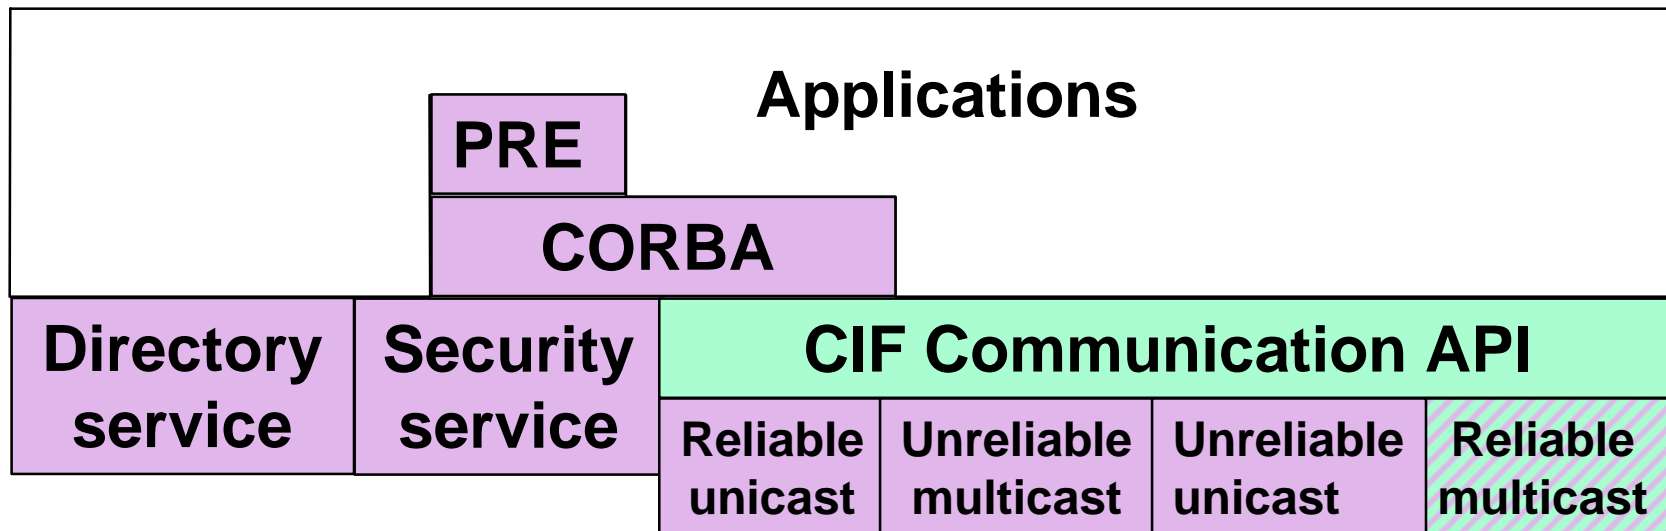 Applications
PRE
CORBA
Directory
service
Security
service
CIF Communication API
Reliable
unicast
Unreliable
multicast
Unreliable
unicast
Reliable
multicast